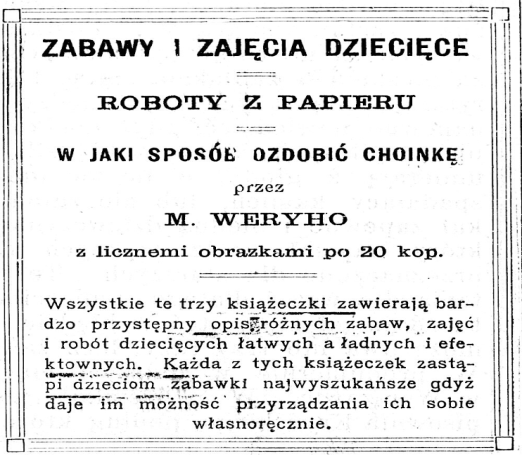 ZABAWY I ZAJĘCIA DZIECIĘCE
ROBOTY Z PAPIERU
W JAKI SPOSÓB OZDOBIĆ CHOINKĘ
przez
M. WERYHO
z licznemi obrazkami po 20 kop.
Wszystkie te trzy książeczki zawierają bar-
dzo przystępny opis różnych zabaw, zajęć
i robót dziecięcych łatwych a ładnych i efe-
ktownych. Każda z tych książeczek zastą-
pi dzieciom zabawki najwyszukańsze gdyż
daje im możność przyrządzania ich sobie
własnoręcznie.